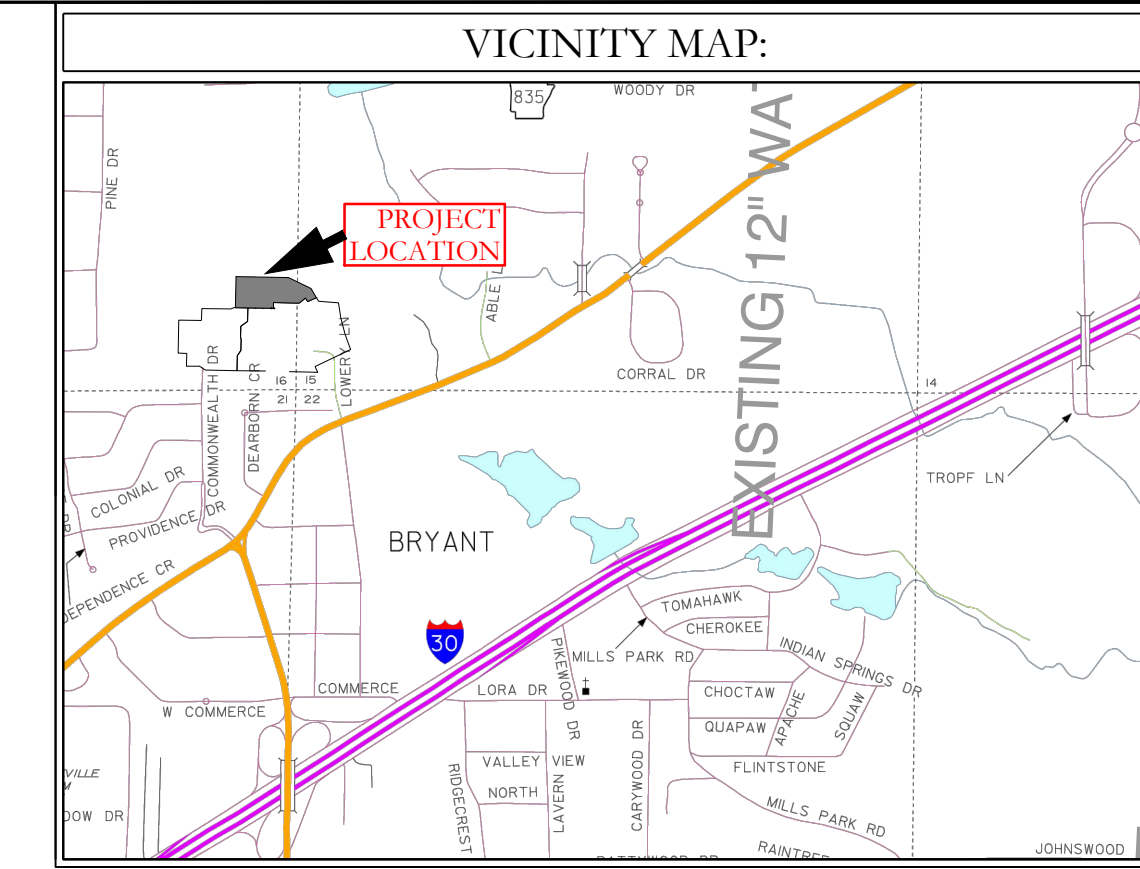 VICINITY MAP:
835
WOODY DR
EXISTING 12" WA
PINE DR
PROJECT
LOCATION
ABLE L
LOWERY LN
COMMONWEALTH DR
DEARBORN CR
16 15
21 22
CORRAL DR
14
TROPF LN
COLONIAL DR
PROVIDENCE DR
DEPENDENCE CR
BRYANT
30
TOMAHAWK
CHEROKEE
MILLS PARK RD
INDIAN SPRINGS DR
PIKEWOOD DR
COMMERCE
LORA DR
W COMMERCE
CHOCTAW
APACHE
SQUAW
QUAPAW
CARYWOOD DR
VALLEY VIEW
FLINTSTONE
VILLE
M
NORTH
RIDGECREST
LAVERN
DOW DR
MILLS PARK RD
RAINTREE
JOHNSWOOD